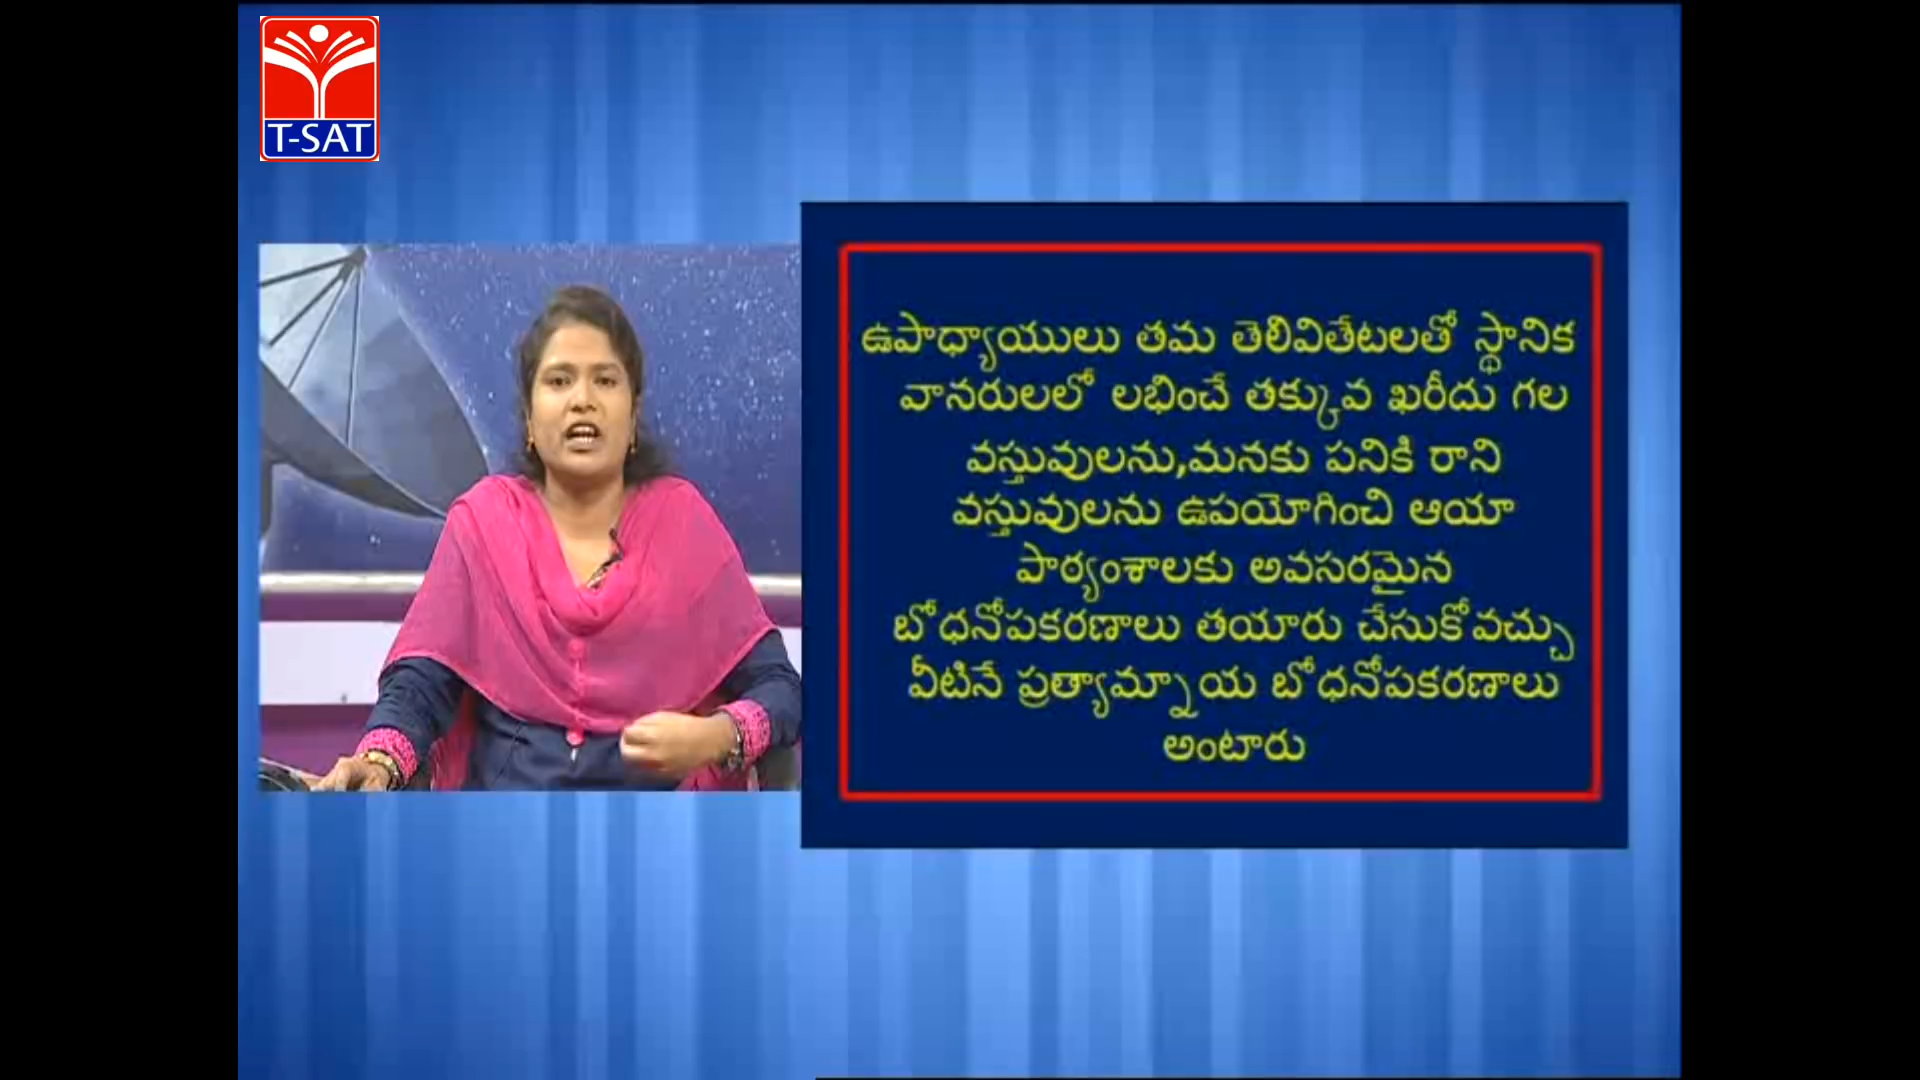 T-SAT
ఉపాధ్యాయులు తమ తెలివితేటలతో స్థానిక
వానరులలో లభించే తక్కువ ఖరీదు గల
వస్తువులను,మనకు పనికి రాని
వస్తువులను ఉపయోగించి ఆయా
పాఠ్యంశాలకు అవసరమైన
బోధనోపకరణాలు తయారు చేసుకోవచ్చు
వీటినే ప్రత్యామ్నాయ బోధనోపకరణాలు
అంటారు